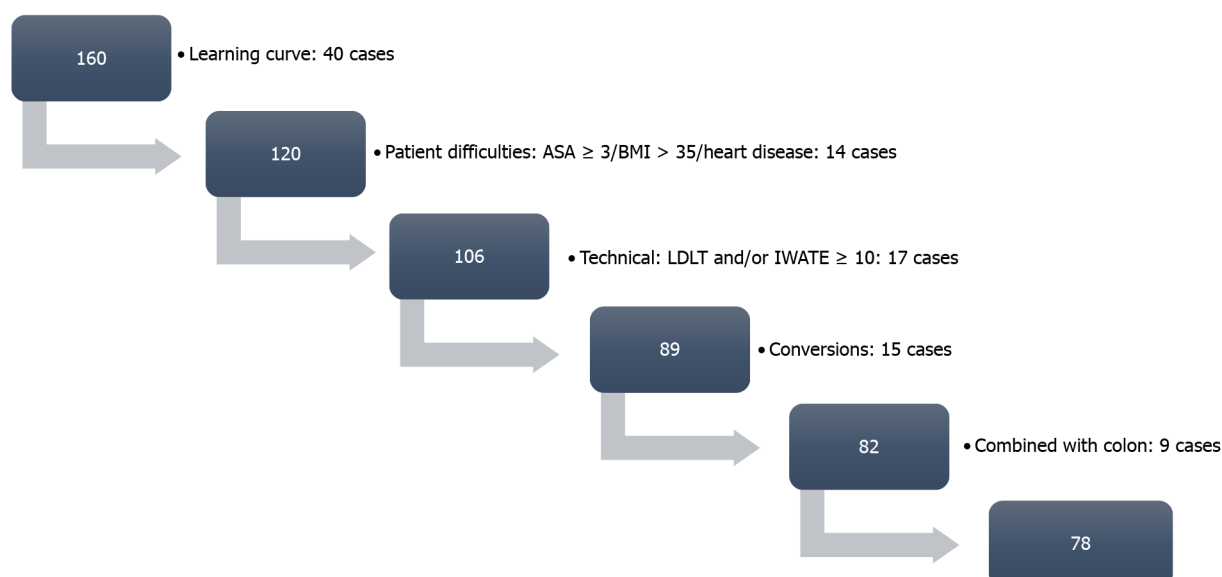 160
• Learning curve: 40 cases
120
• Patient difficulties: ASA ≥ 3/BMI > 35/heart disease: 14 cases
106
• Technical: LDLT and/or IWATE ≥ 10: 17 cases
89
• Conversions: 15 cases
82
• Combined with colon: 9 cases
78